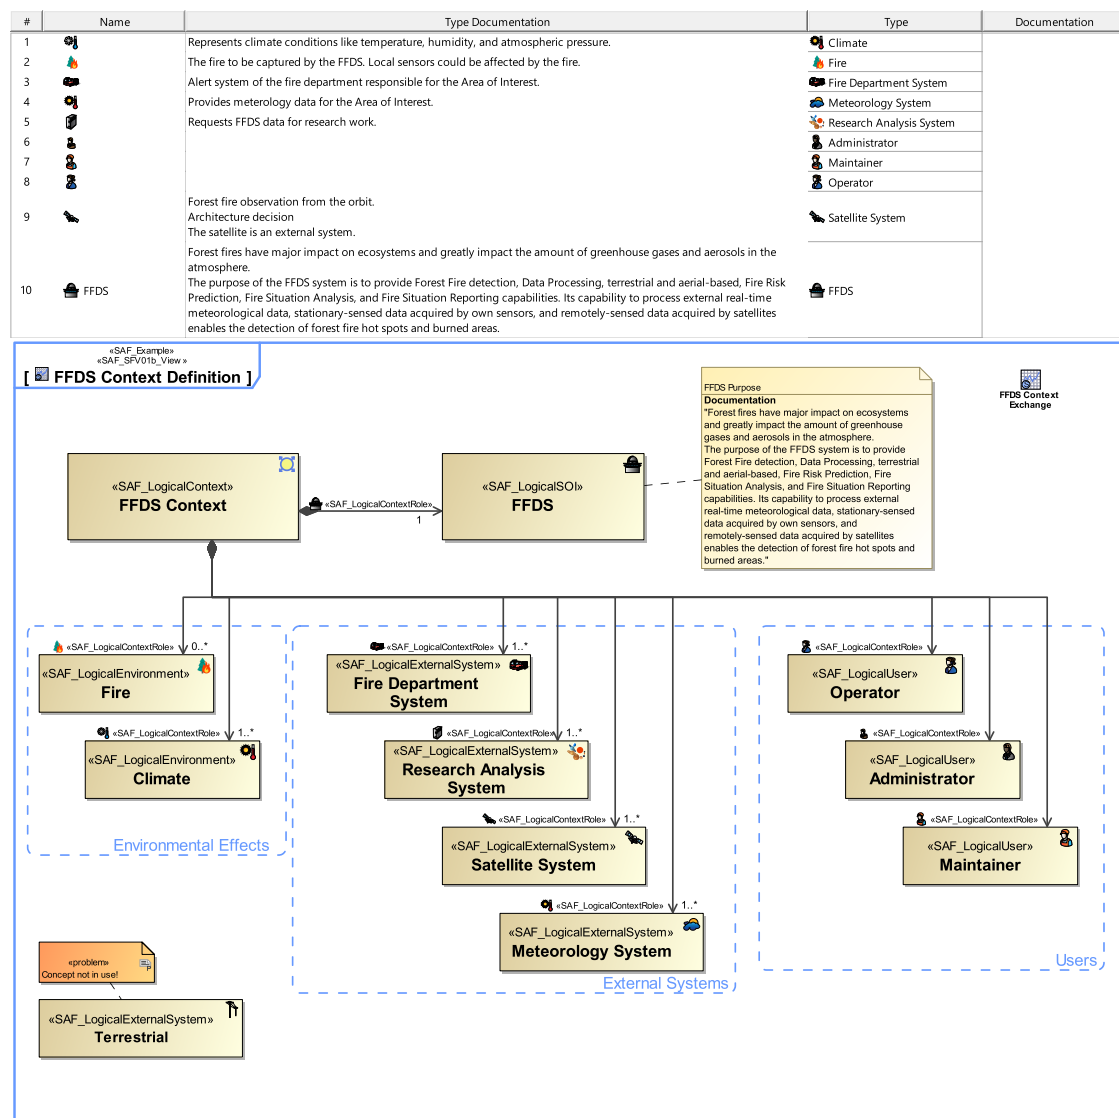 # Name Type Documentation Type Documentation
1 Represents climate conditions like temperature, humidity, and atmospheric pressure. Climate
2 The fire to be captured by the FFDS. Local sensors could be affected by the fire. Fire
3 Alert system of the fire department responsible for the Area of Interest. Fire Department System
4 Provides meterology data for the Area of Interest. Meteorology System
5 Requests FFDS data for research work. Research Analysis System
6 Administrator
7 Maintainer
8 Operator
Forest fire observation from the orbit.
9 Architecture decision Satellite System
The satellite is an external system.
Forest fires have major impact on ecosystems and greatly impact the amount of greenhouse gases and aerosols in the
atmosphere.
10 FFDS The purpose of the FFDS system is to provide Forest Fire detection, Data Processing, terrestrial and aerial-based, Fire Risk FFDS
Prediction, Fire Situation Analysis, and Fire Situation Reporting capabilities. Its capability to process external real-time
meteorological data, stationary-sensed data acquired by own sensors, and remotely-sensed data acquired by satellites
enables the detection of forest fire hot spots and burned areas.
«SAF_Example»
«SAF_SFV01b_View »
[ FFDS Context Definition ]
FFDS Purpose
Documentation
"Forest fires have major impact on ecosystems
and greatly impact the amount of greenhouse
gases and aerosols in the atmosphere.
The purpose of the FFDS system is to provide
Forest Fire detection, Data Processing, terrestrial
and aerial-based, Fire Risk Prediction, Fire
Situation Analysis, and Fire Situation Reporting
capabilities. Its capability to process external
real-time meteorological data, stationary-sensed
data acquired by own sensors, and
remotely-sensed data acquired by satellites
enables the detection of forest fire hot spots and
burned areas."
FFDS Context
Exchange
«SAF_LogicalContext»
FFDS Context
«SAF_LogicalContextRole»
1
«SAF_LogicalSOI»
FFDS
«SAF_LogicalContextRole» 0..*
«SAF_LogicalEnvironment»
Fire
«SAF_LogicalContextRole» 1..*
«SAF_LogicalEnvironment»
Climate
Environmental Effects
«SAF_LogicalContextRole» 1..*
«SAF_LogicalExternalSystem»
Fire Department
System
«SAF_LogicalContextRole» 1..*
«SAF_LogicalExternalSystem»
Research Analysis
System
«SAF_LogicalContextRole» 1..*
«SAF_LogicalExternalSystem»
Satellite System
«SAF_LogicalContextRole» 1..*
«SAF_LogicalExternalSystem»
Meteorology System
External Systems
«SAF_LogicalContextRole»
«SAF_LogicalUser»
Operator
«SAF_LogicalContextRole»
«SAF_LogicalUser»
Administrator
«SAF_LogicalContextRole»
«SAF_LogicalUser»
Maintainer
Users
«problem»
Concept not in use!
«SAF_LogicalExternalSystem»
Terrestrial